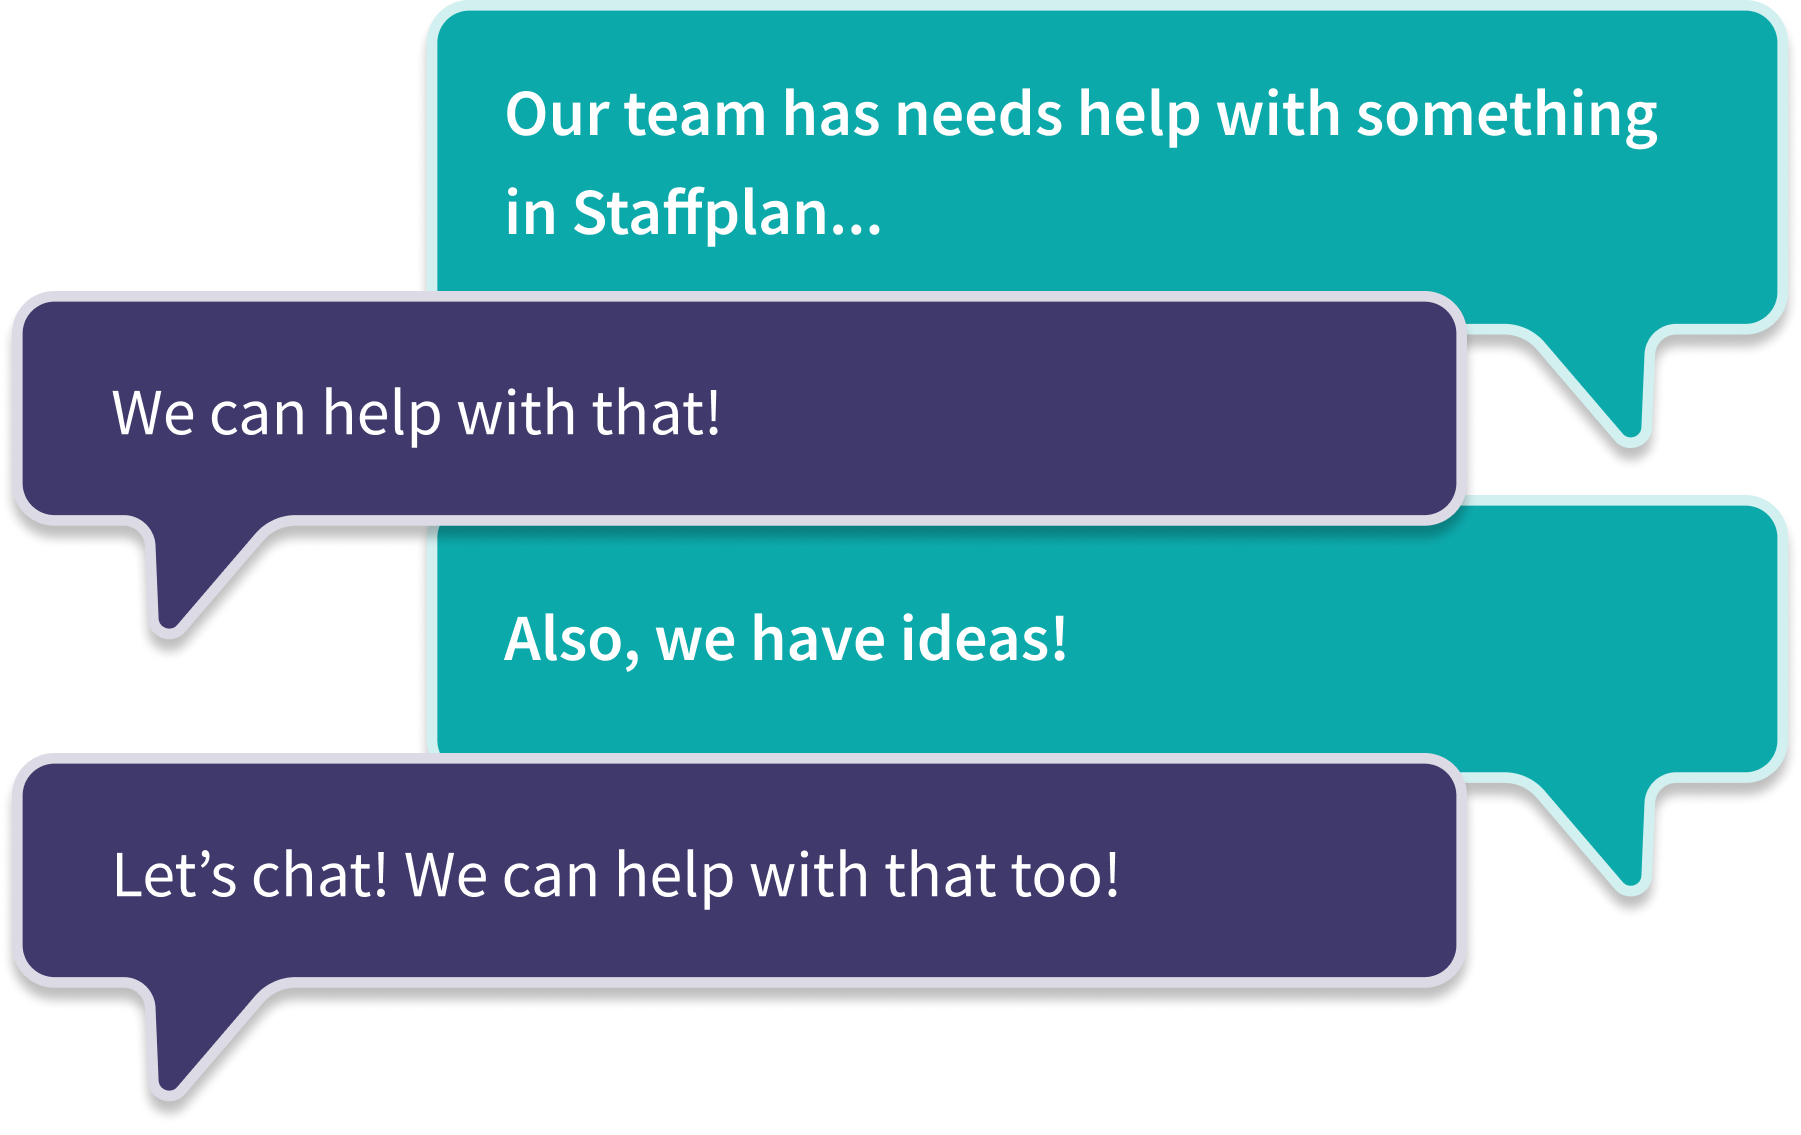 Our team has needs help with something
in Staffplan...
We can help with that!
Also, we have ideas!
Let’s chat! We can help with that too!